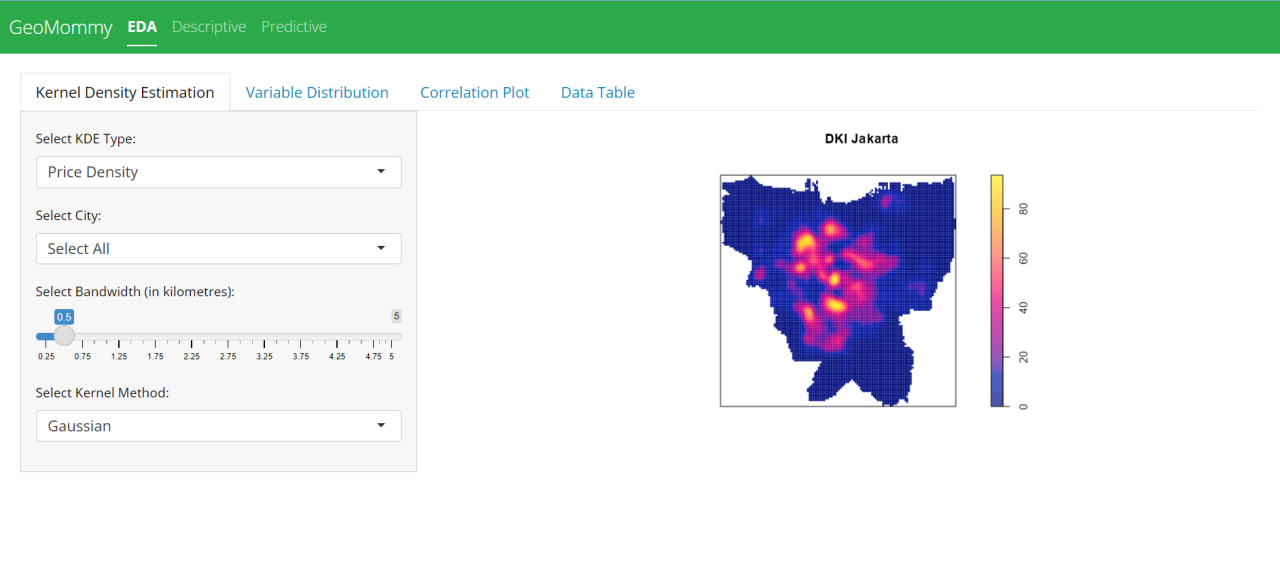 GeoMommy EDA Descriptive Predictive
Kernel Density Estimation Variable Distribution Correlation Plot Data Table
Select KDE Type:
Price Density
Select City:
Select All
Select Bandwidth (in kilometres):
0.5 5
0.25 0.75 1.25 1.75 2.25 2.75 3.25 3.75 4.25 4.75 5
Select Kernel Method:
Gaussian
DKI Jakarta
80
60
40
20
0